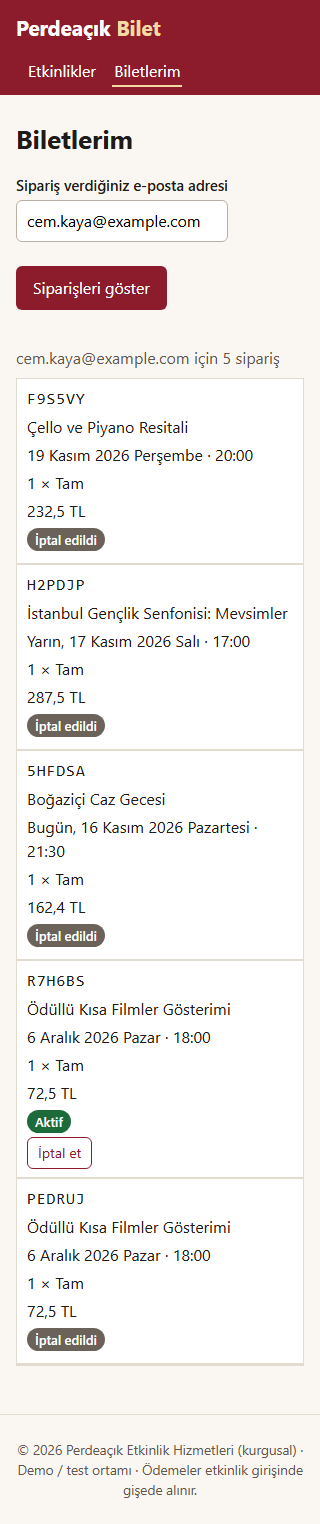 Perdeaçık Bilet
Etkinlikler Biletlerim
Biletlerim
Sipariş verdiğiniz e-posta adresi
cem.kaya@example.com
Siparişleri göster
cem.kaya@example.com için 5 sipariş
F9S5VY
Çello ve Piyano Resitali
19 Kasım 2026 Perşembe · 20:00
1 × Tam
232,5 TL
İptal edildi
H2PDJP
İstanbul Gençlik Senfonisi: Mevsimler
Yarın, 17 Kasım 2026 Salı · 17:00
1 × Tam
287,5 TL
İptal edildi
5HFDSA
Boğaziçi Caz Gecesi
Bugün, 16 Kasım 2026 Pazartesi ·
21:30
1 × Tam
162,4 TL
İptal edildi
R7H6BS
Ödüllü Kısa Filmler Gösterimi
6 Aralık 2026 Pazar · 18:00
1 × Tam
72,5 TL
Aktif
İptal et
PEDRUJ
Ödüllü Kısa Filmler Gösterimi
6 Aralık 2026 Pazar · 18:00
1 × Tam
72,5 TL
İptal edildi
© 2026 Perdeaçık Etkinlik Hizmetleri (kurgusal) ·
Demo / test ortamı · Ödemeler etkinlik girişinde
gişede alınır.